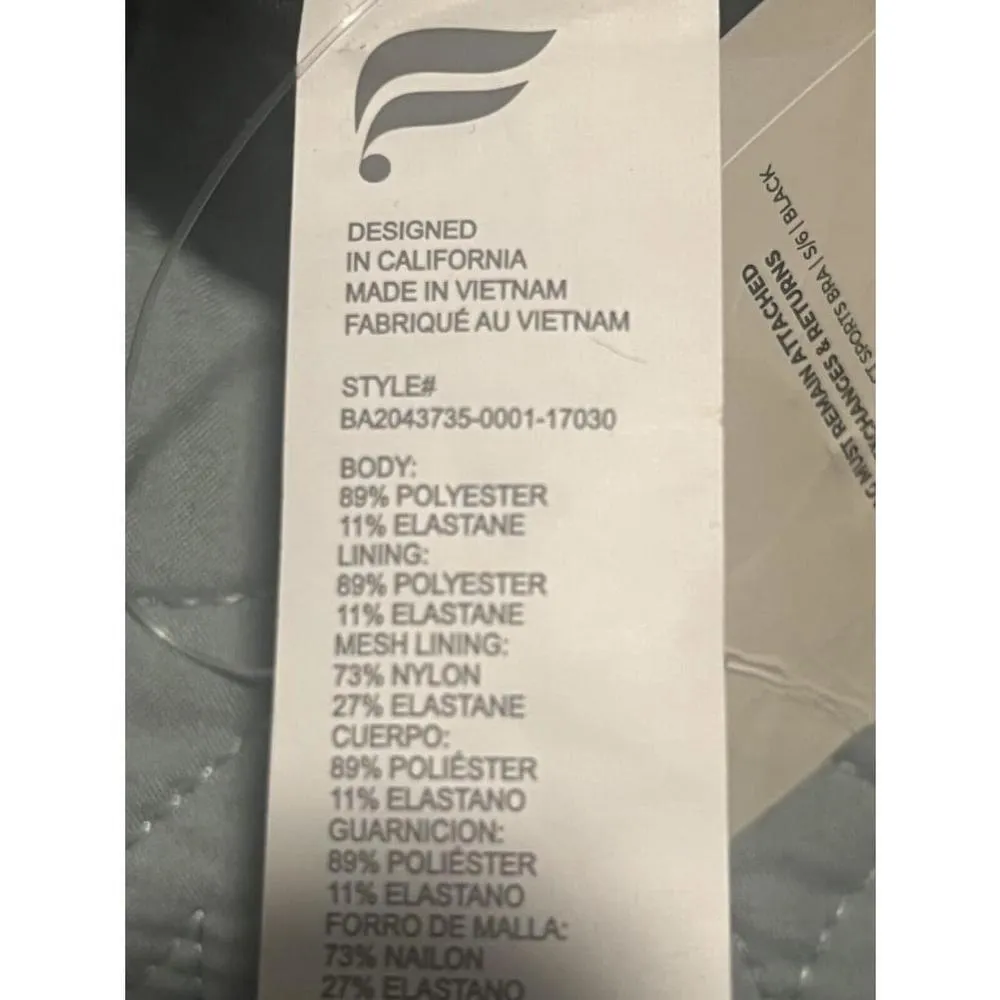 DESIGNED
IN CALIFORNIA
MADE IN VIETNAM
FABRIQUÉ AU VIETNAM
STYLE#
BA2043735-0001-17030
BODY:
89% POLYESTER
11% ELASTANE
LINING:
89% POLYESTER
11% ELASTANE
MESH LINING:
73% NYLON
27% ELASTANE
CUERPO:
89% POLIÉSTER
11% ELASTANO
GUARNICION:
89% POLIÉSTER
11% ELASTANO
FORRO DE MALLA:
73% NAILON
27% ELASTANO
SPORTS BRA | S/6 | BLACK
MUST REMAIN ATTACHED
EXCHANGES & RETURNS